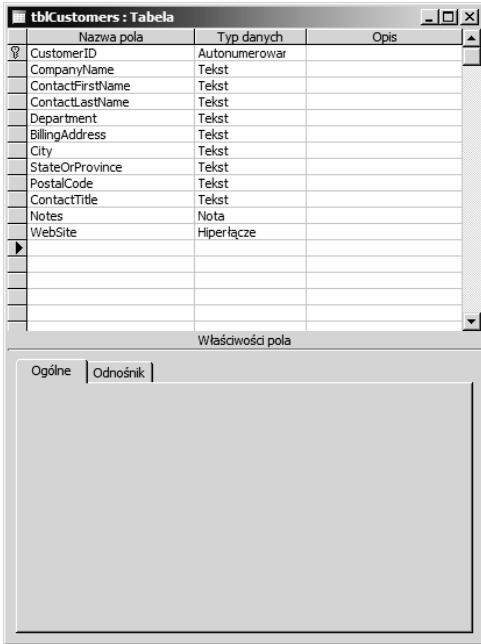 tblCustomers : Tabela
Nazwa pola Typ danych Opis
CustomerID Autonumerowar
CompanyName Tekst
ContactFirstName Tekst
ContactLastName Tekst
Department Tekst
BillingAddress Tekst
City Tekst
StateOrProvince Tekst
PostalCode Tekst
ContactTitle Tekst
Notes Nota
WebSite Hiperłącze
Właściwości pola
Ogólne Odnośnik